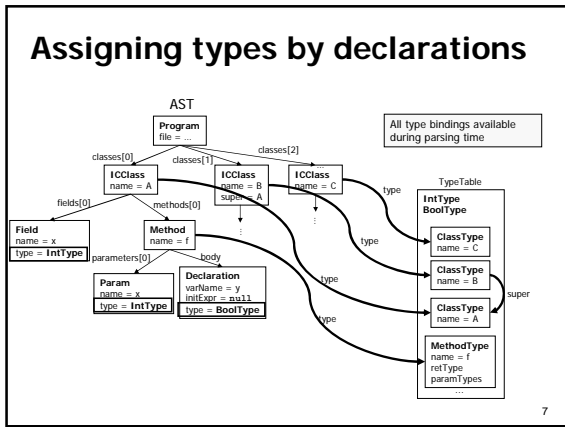 Assigning types by declarations
AST
All type bindings available
during parsing time
Program
file = ...
classes[0]
classes[1]
classes[2]
...
ICClass
name = A
ICClass
name = B
super = A
ICClass
name = C
type
TypeTable
IntType
BoolType
fields[0]
methods[0]
⋮
⋮
Field
name = x
type = IntType
Method
name = f
type
ClassType
name = C
parameters[0]
body
ClassType
name = B
super
Param
name = x
type = IntType
Declaration
varName = y
initExpr = null
type = BoolType
type
type
ClassType
name = A
MethodType
name = f
retType
paramTypes
...
7